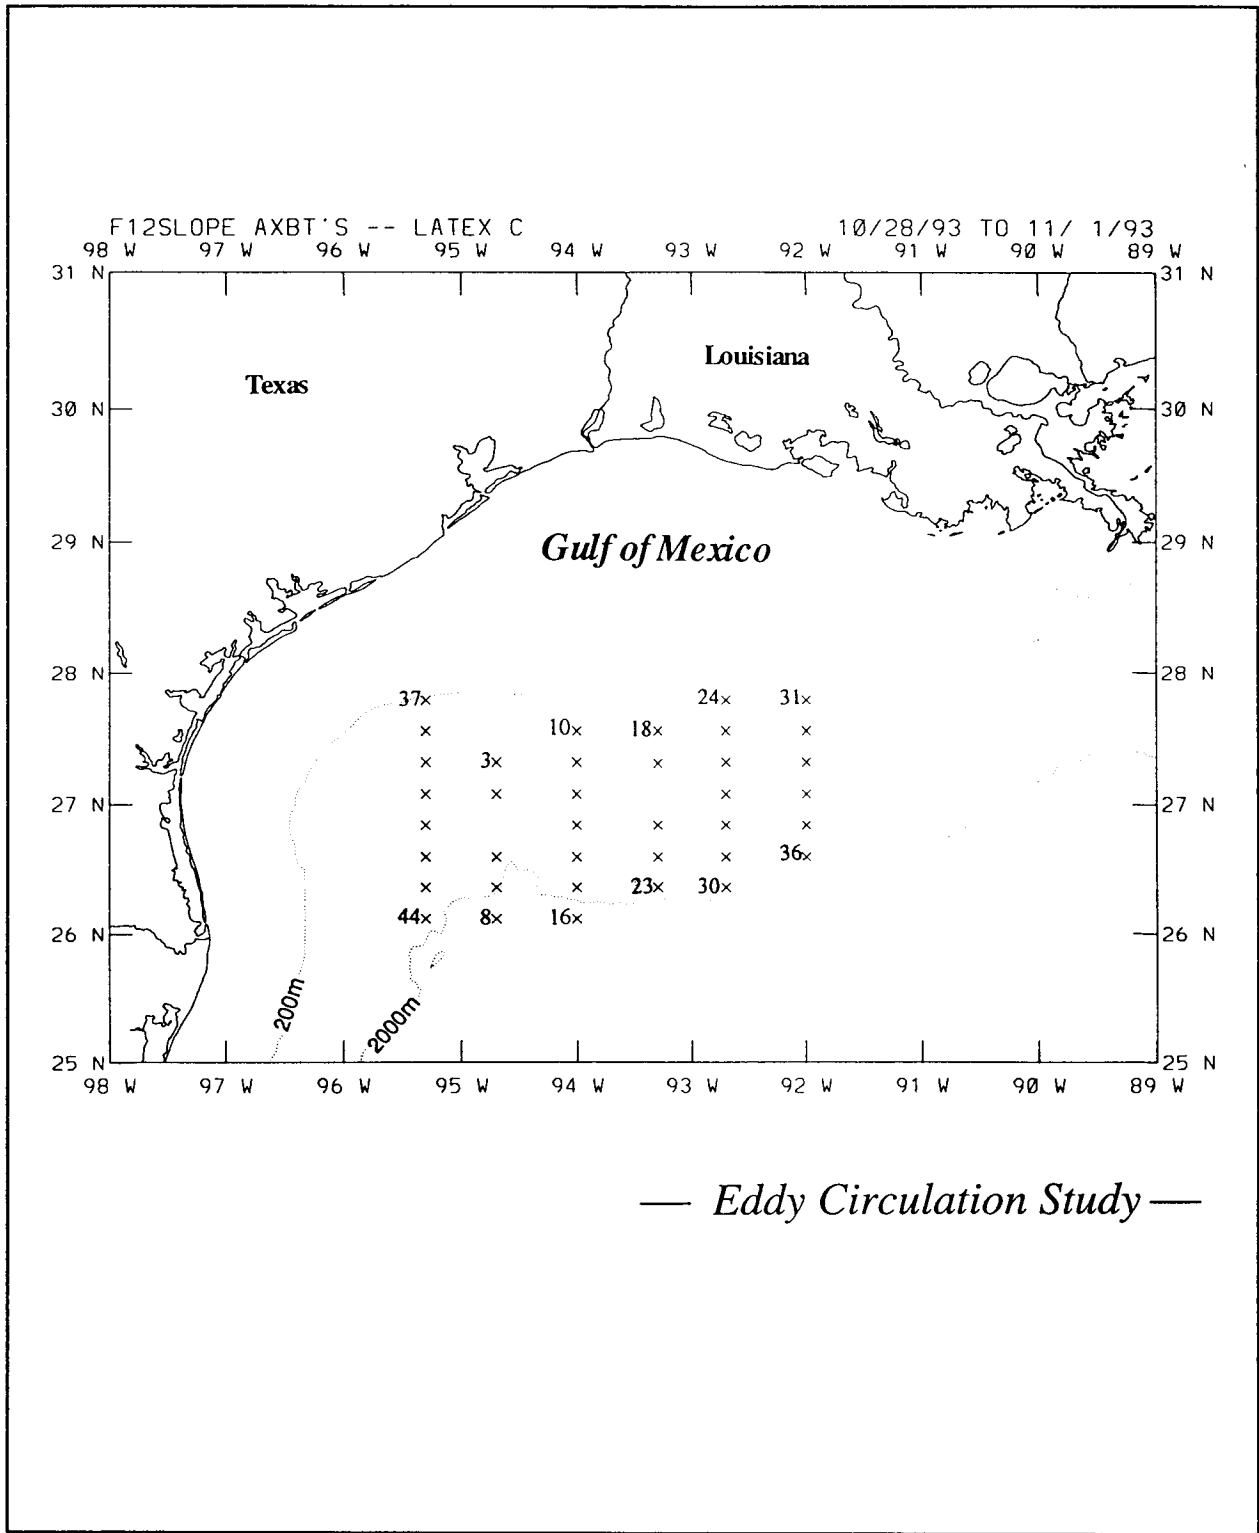 F12SLOPE AXBT'S -- LATEX C 10/28/93 TO 11/ 1/93
98 W 97 W 96 W 95 W 94 W 93 W 92 W 91 W 90 W 89 W
31 N 31 N
Louisiana
Texas
30 N 30 N
29 N 29 N
Gulf of Mexico
28 N 28 N
37 24 31
10 18
3
27 N 27 N
36
23 30
44 8 16
26 N 26 N
200m
2000m
25 N 25 N
98 W 97 W 96 W 95 W 94 W 93 W 92 W 91 W 90 W 89 W
— Eddy Circulation Study —